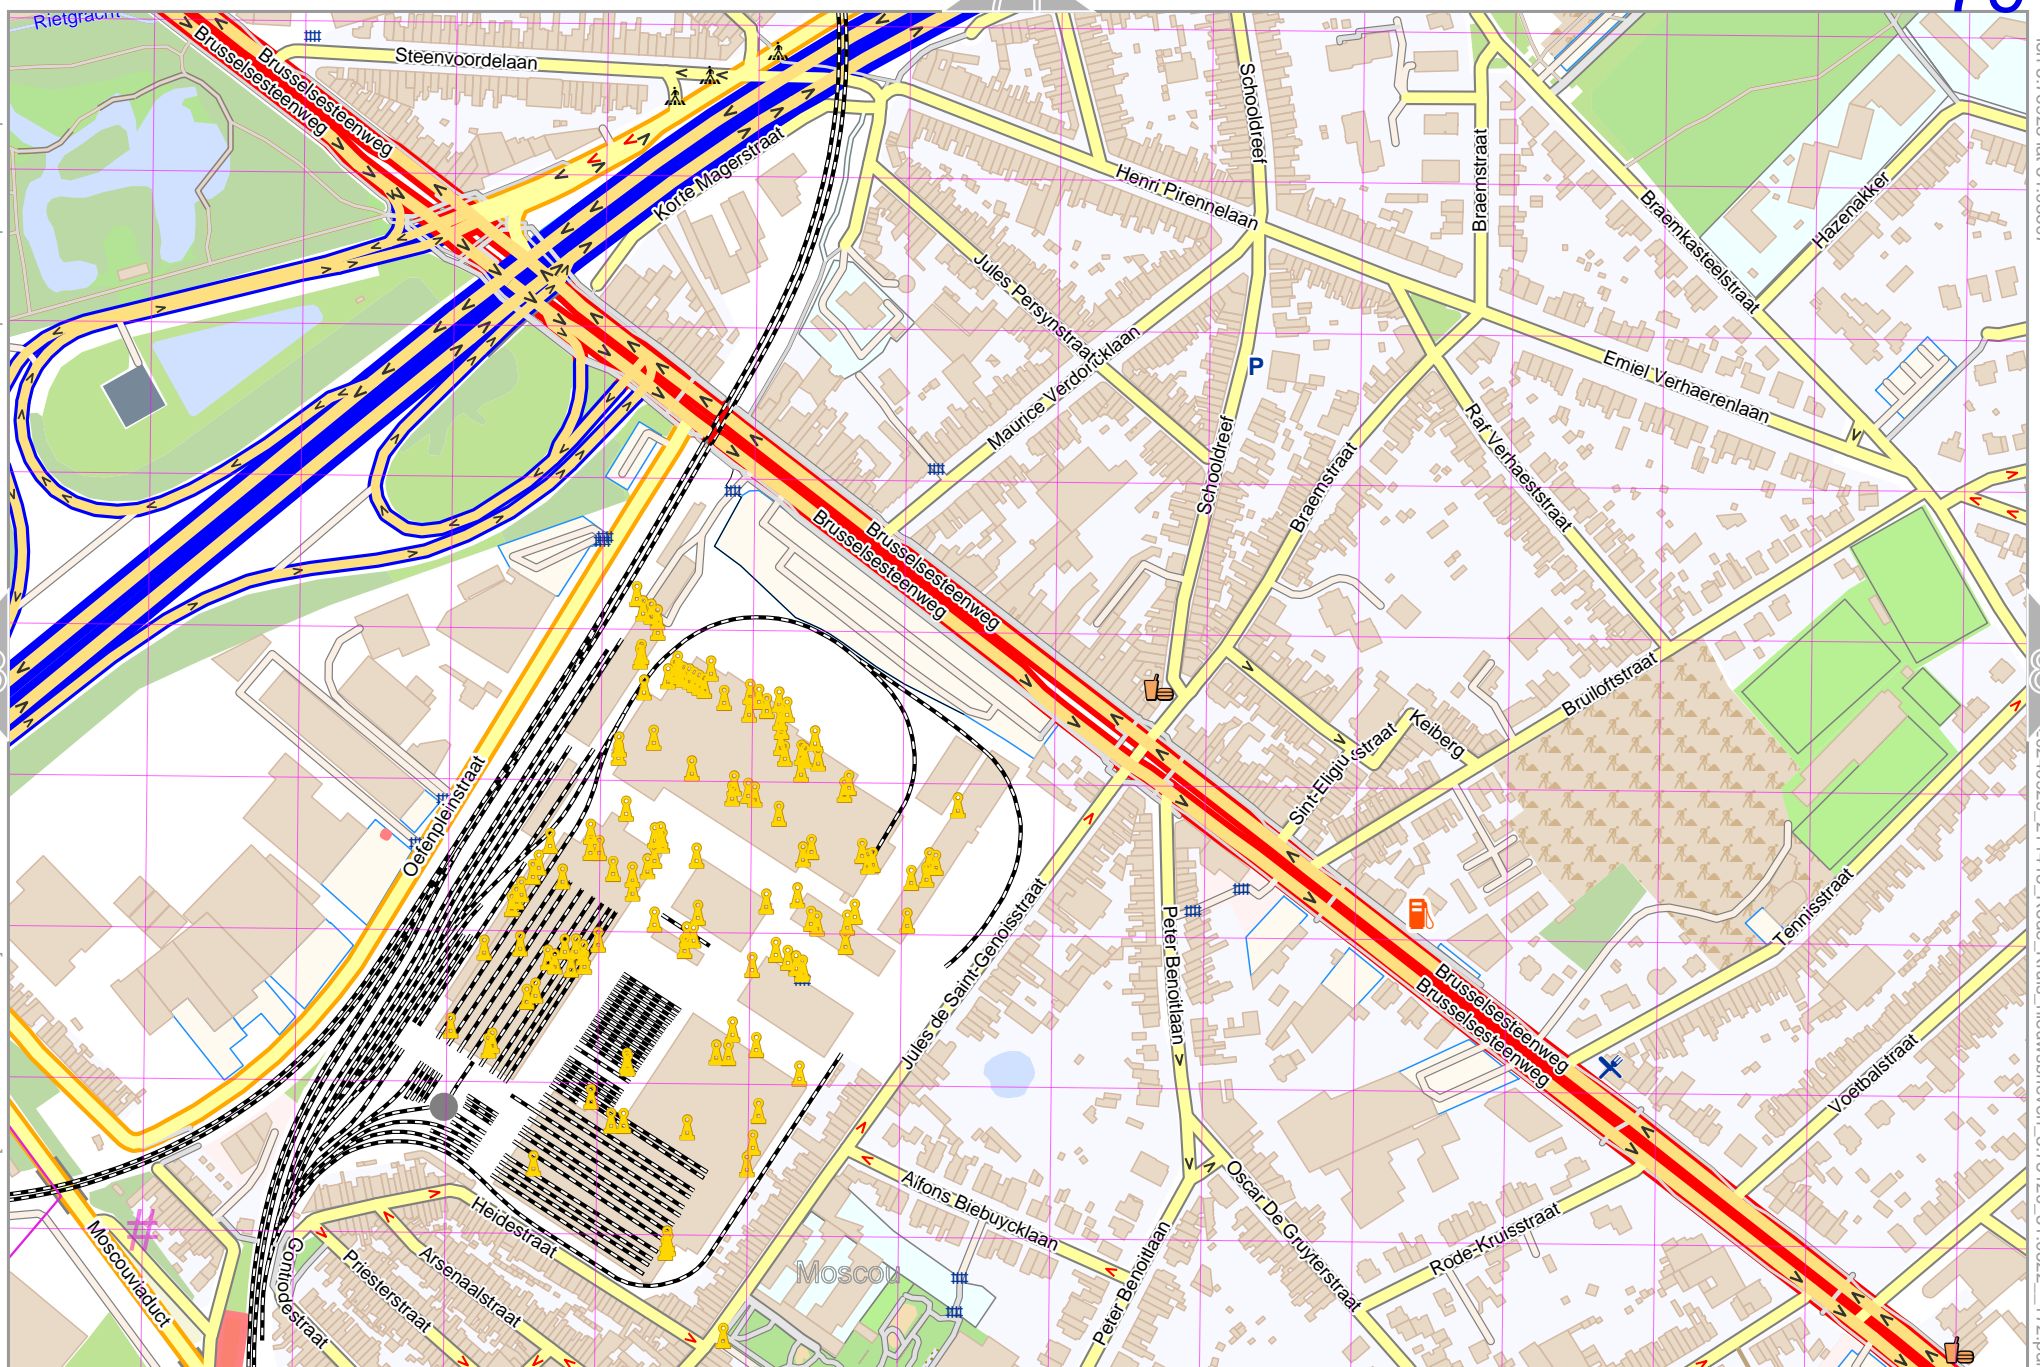 Rietgracht
Brusselsesteenweg
Brusselsesteenweg
Steenvoordelaan
Korte Magerstraat
Schooldreef
Henri Pirennelaan
Braemstraat
Braemkasteelstraat
Hazenakker
Jules Persynstraat
Maurice Verdoncklaan
P
Emiel Verhaerenlaan
Raf Verhaeststraat
Schooldreef
Braemstraat
Brusselsesteenweg
Brusselsesteenweg
Bruiloftstraat
Keiberg
Sint-Eligiusstraat
Oefenpleinstraat
Jules de Saint-Genoisstraat
Peter Benoitlaan
Tennisstraat
Brusselsesteenweg
Brusselsesteenweg
Voetbalstraat
Alfons Biebuycklaan
Oscar De Gruyterstraat
Rode-Kruisstraat
Peter Benoitlaan
Moscou
Heidestraat
Arsenaalstraat
Priesterstraat
Gontrodestraat
Moscouviaduct